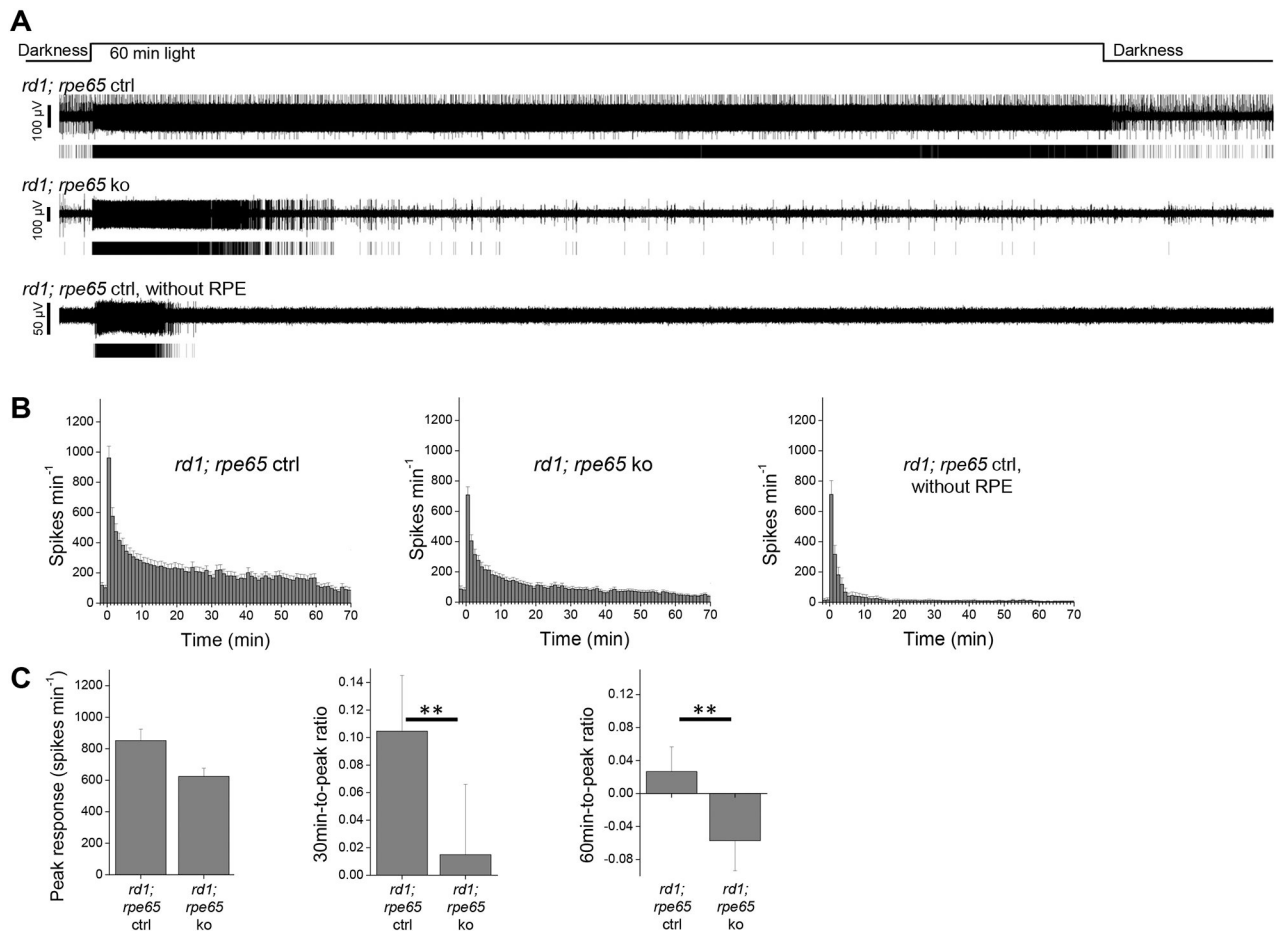 A
Darkness
60 min light
Darkness
rd1; rpe65 ctrl
100 µV
rd1; rpe65 ko
100 µV
rd1; rpe65 ctrl, without RPE
50 µV
B
1200
1000
800
600
400
200
0
Spikes min-1
rd1; rpe65 ctrl
0 10 20 30 40 50 60 70
Time (min)
1200
1000
800
600
400
200
0
Spikes min-1
rd1; rpe65 ko
0 10 20 30 40 50 60 70
Time (min)
1200
1000
800
600
400
200
0
Spikes min-1
rd1; rpe65 ctrl,
without RPE
0 10 20 30 40 50 60 70
Time (min)
C
Peak response (spikes min-1)
1200
1000
800
600
400
200
0
rd1;
rpe65
ctrl
rd1;
rpe65
ko
30min-to-peak ratio
0.14
0.12
0.10
0.08
0.06
0.04
0.02
0.00
**
rd1;
rpe65
ctrl
rd1;
rpe65
ko
60min-to-peak ratio
0.12
0.08
0.04
0.00
-0.04
-0.08
**
rd1;
rpe65
ctrl
rd1;
rpe65
ko